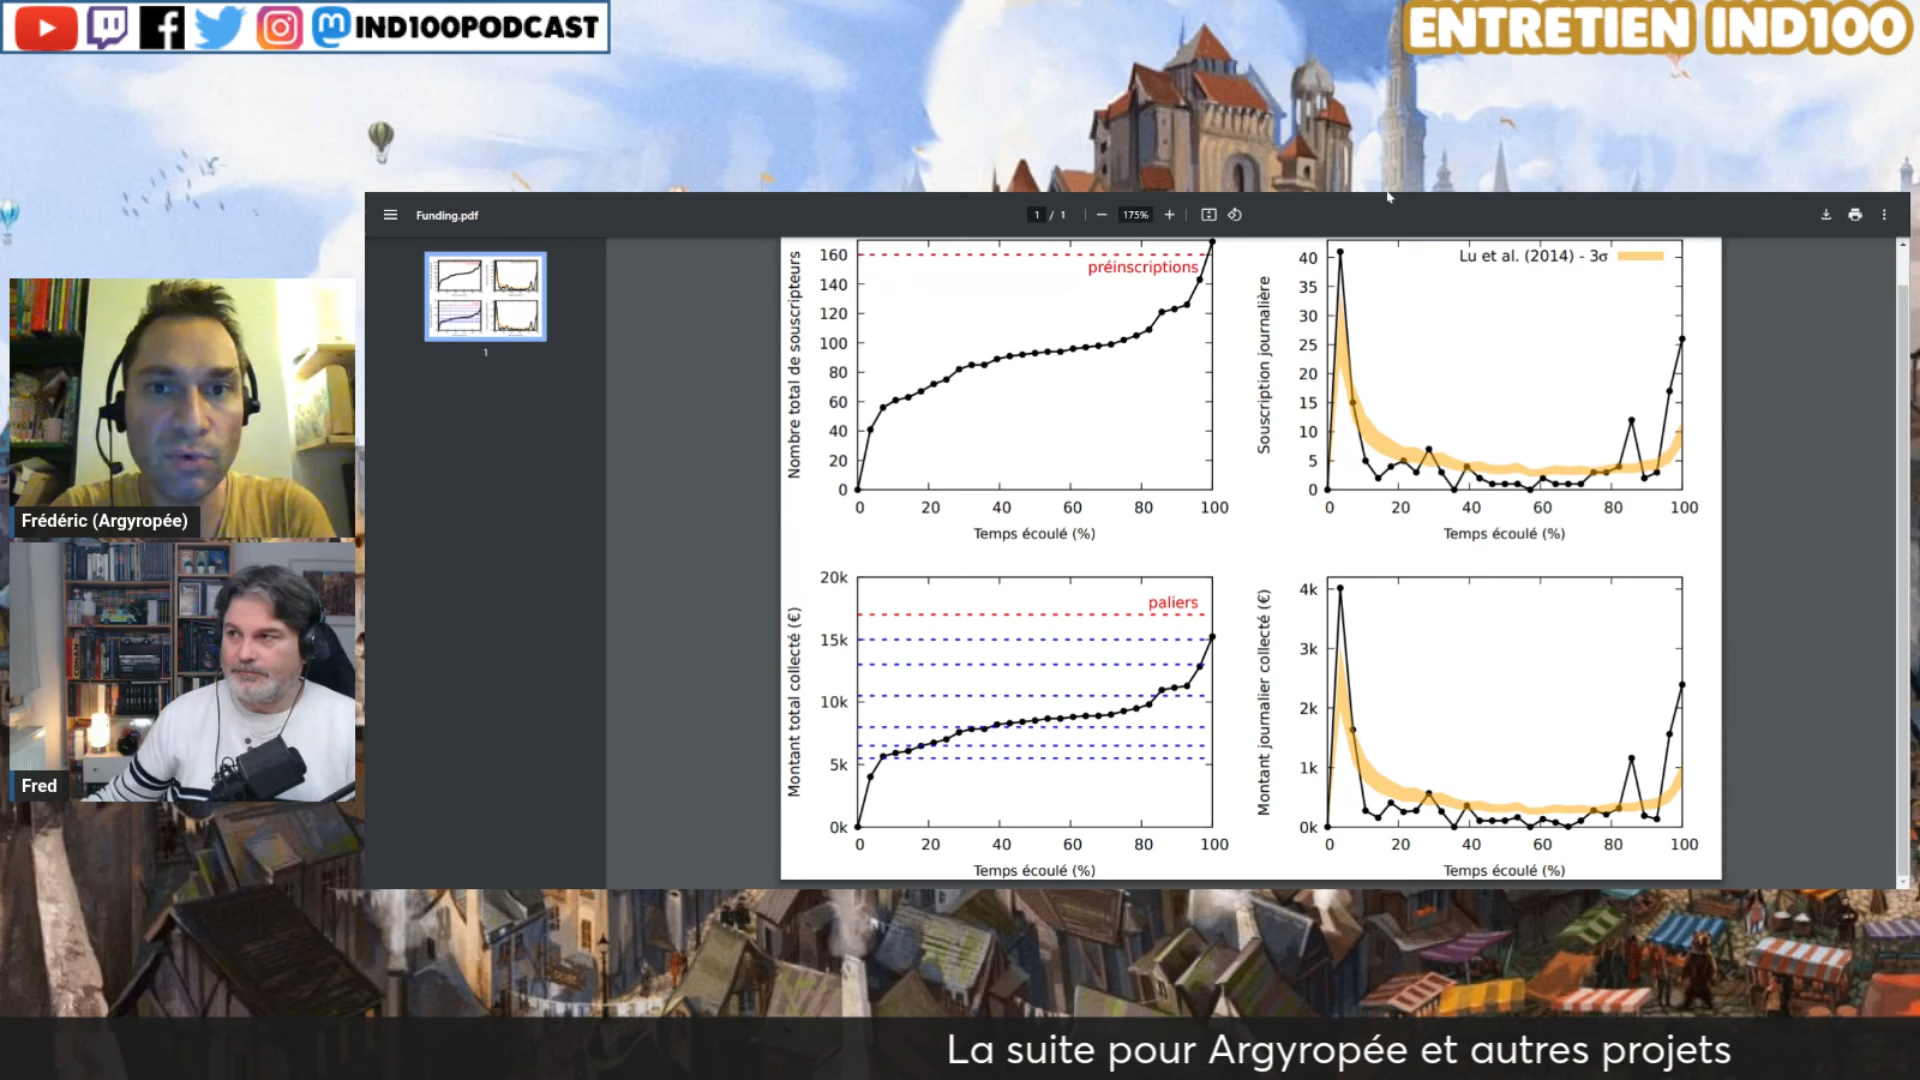 IND100PODCAST
ENTRETIEN IND100
Funding.pdf
1 / 1
175%
1
Nombre total de souscripteurs
160
140
120
100
80
60
40
20
0
préinscriptions
0 20 40 60 80 100
Temps écoulé (%)
Souscription journalière
40
35
30
25
20
15
10
5
0
Lu et al. (2014) - 3σ
0 20 40 60 80 100
Temps écoulé (%)
Frédéric (Argyropée)
Fred
Montant total collecté (€)
20k
15k
10k
5k
0k
paliers
0 20 40 60 80 100
Temps écoulé (%)
Montant journalier collecté (€)
4k
3k
2k
1k
0k
0 20 40 60 80 100
Temps écoulé (%)
CONAN
La suite pour Argyropée et autres projets